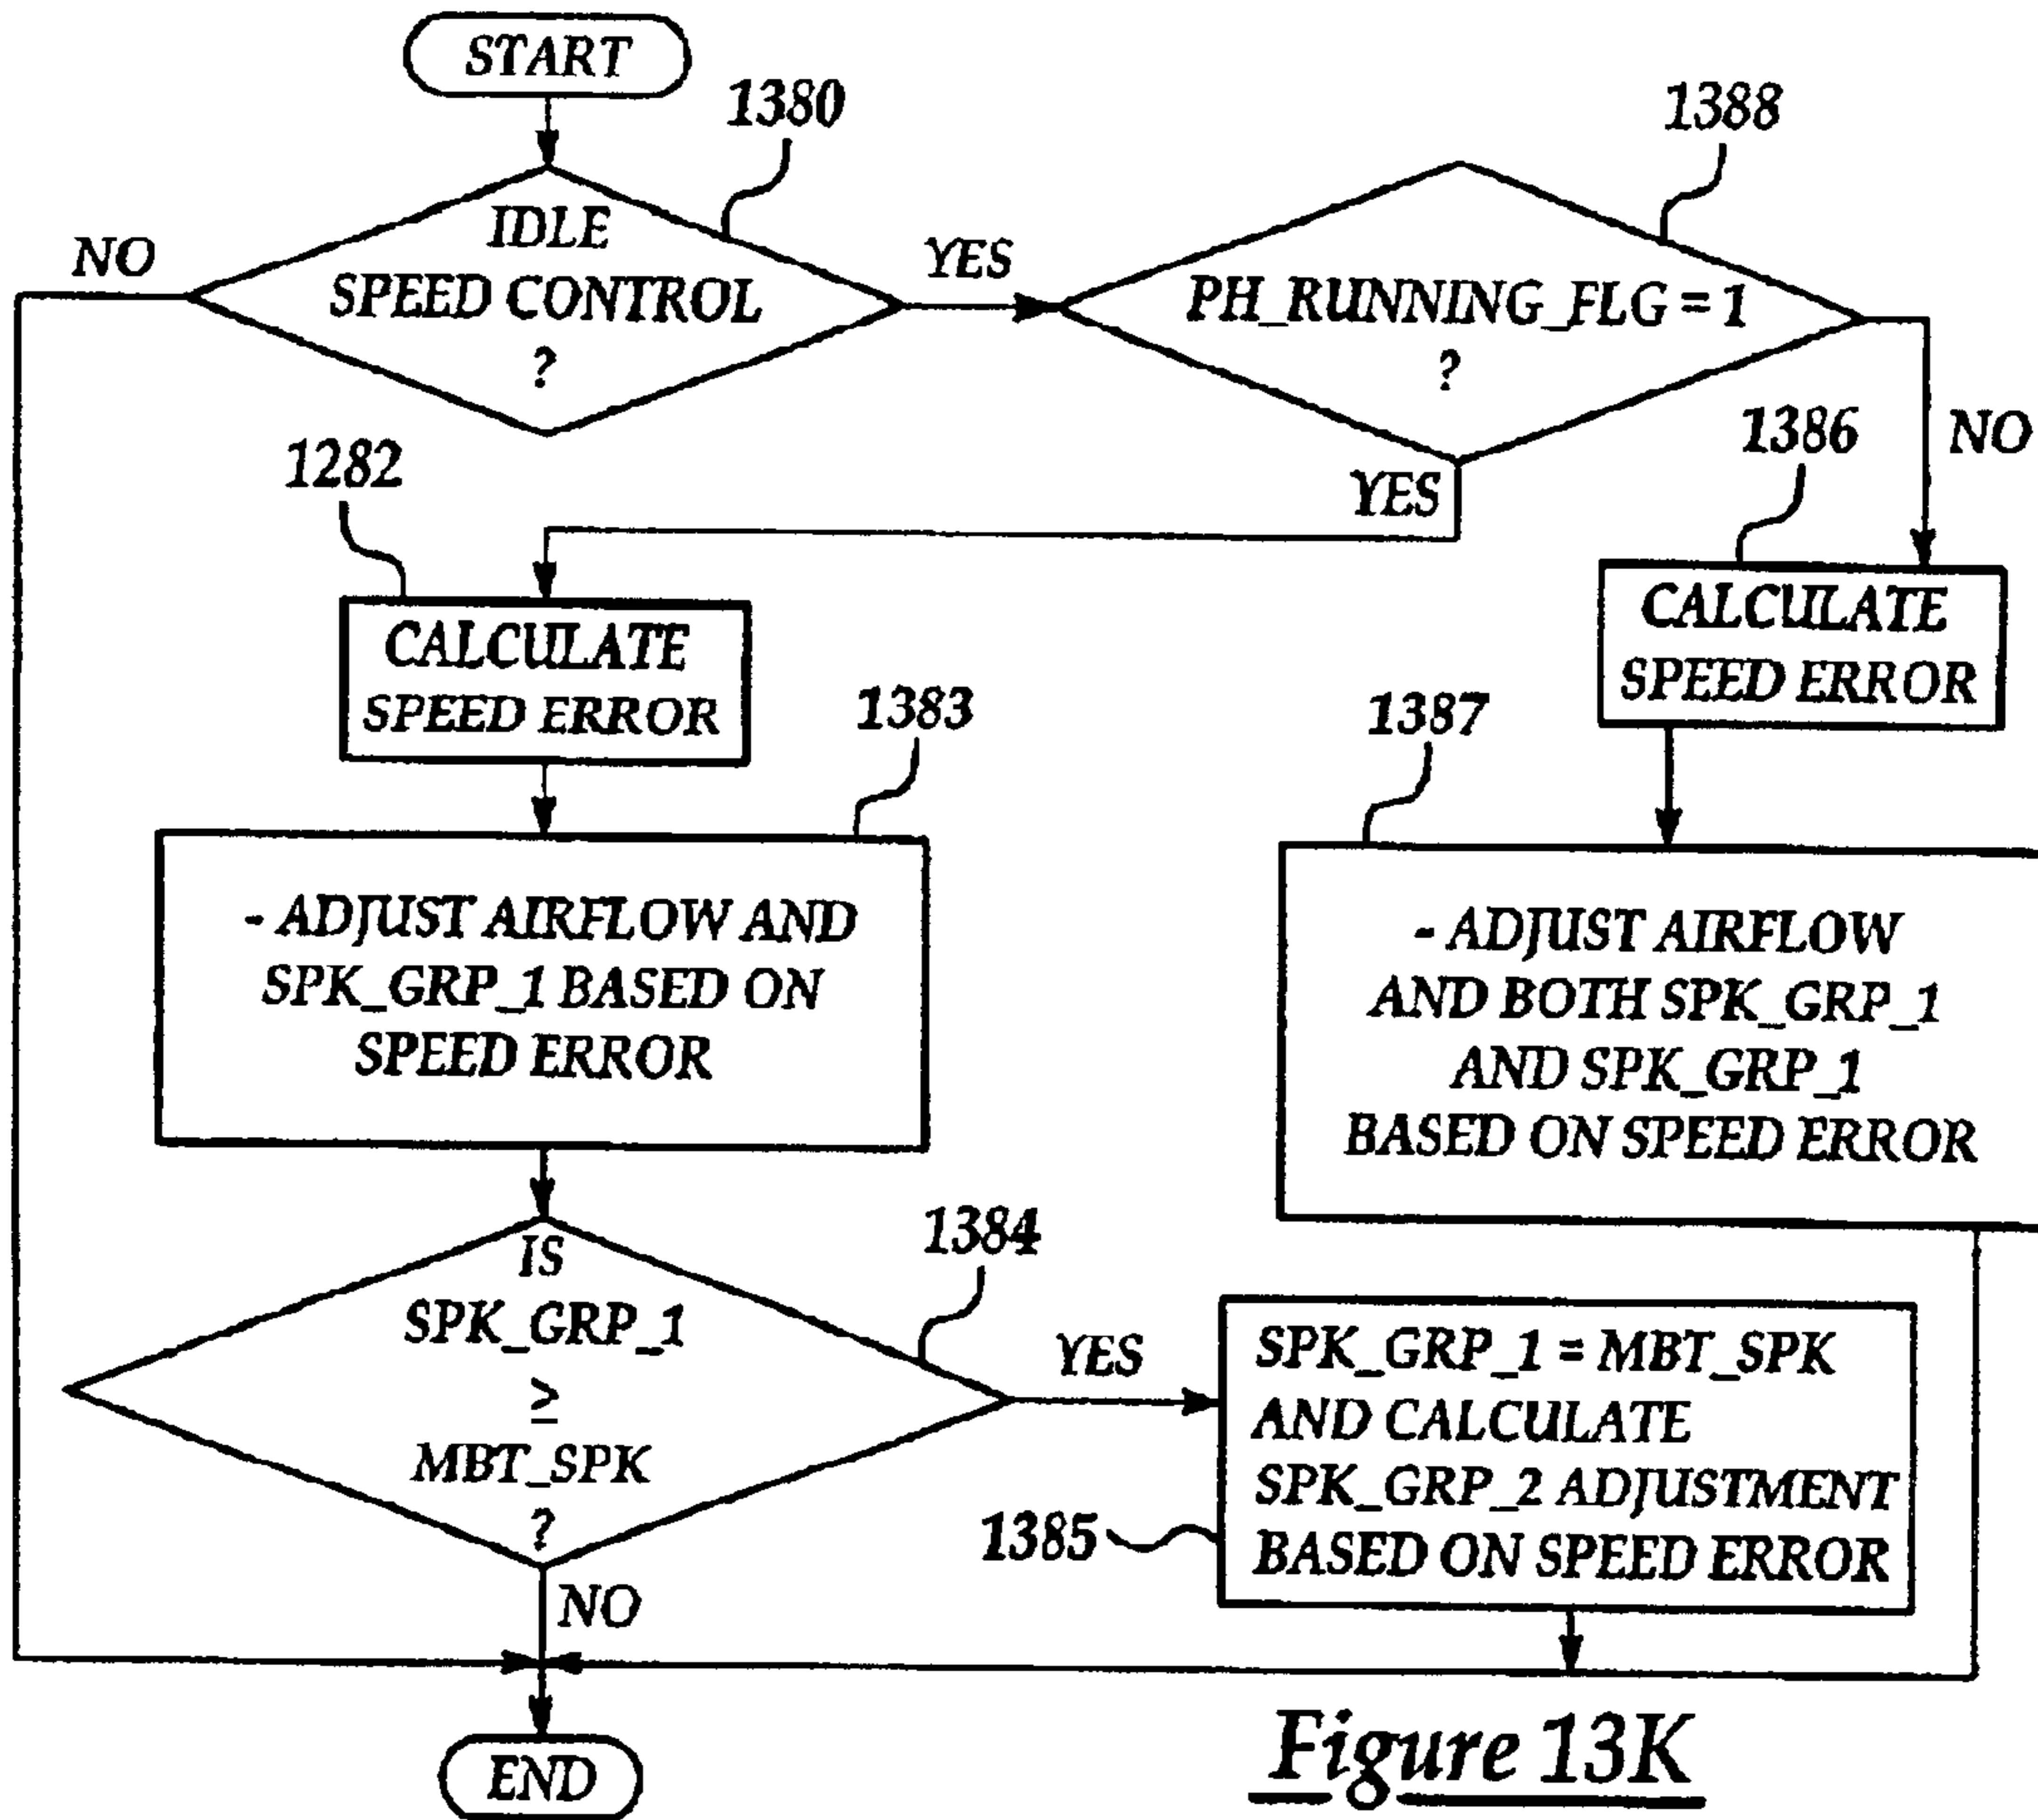 START
1380
1388
IDLE
SPEED CONTROL
?
NO
YES
PH_RUNNING_FLG = 1
?
1282
YES
1386
NO
CALCULATE
SPEED ERROR
CALCULATE
SPEED ERROR
1383
1387
- ADJUST AIRFLOW AND
SPK_GRP_1 BASED ON
SPEED ERROR
- ADJUST AIRFLOW
AND BOTH SPK_GRP_1
AND SPK_GRP_1
BASED ON SPEED ERROR
1384
IS
SPK_GRP_1
≥
MBT_SPK
?
YES
NO
SPK_GRP_1 = MBT_SPK
AND CALCULATE
SPK_GRP_2 ADJUSTMENT
BASED ON SPEED ERROR
1385
END
Figure 13K